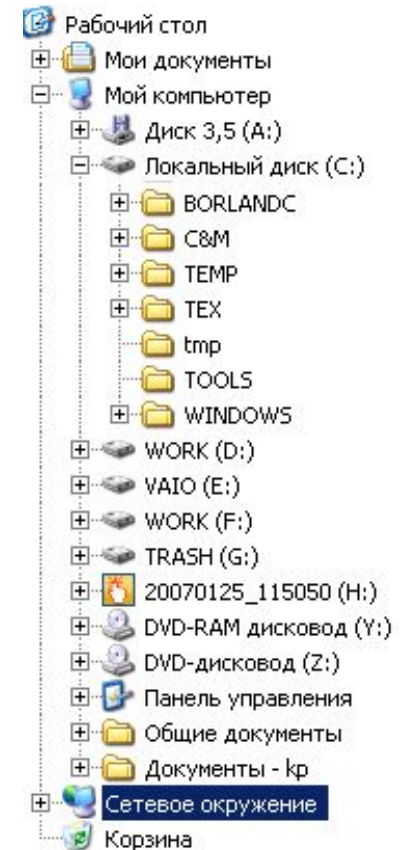 Рабочий стол
Мои документы
Мой компьютер
Диск 3,5 (A:)
Локальный диск (C:)
BORLANDC
C&M
TEMP
TEX
tmp
TOOLS
WINDOWS
WORK (D:)
VAIO (E:)
WORK (F:)
TRASH (G:)
20070125_115050 (H:)
DVD-RAM дисковод (Y:)
DVD-дисковод (Z:)
Панель управления
Общие документы
Документы - kp
Сетевое окружение
Корзина